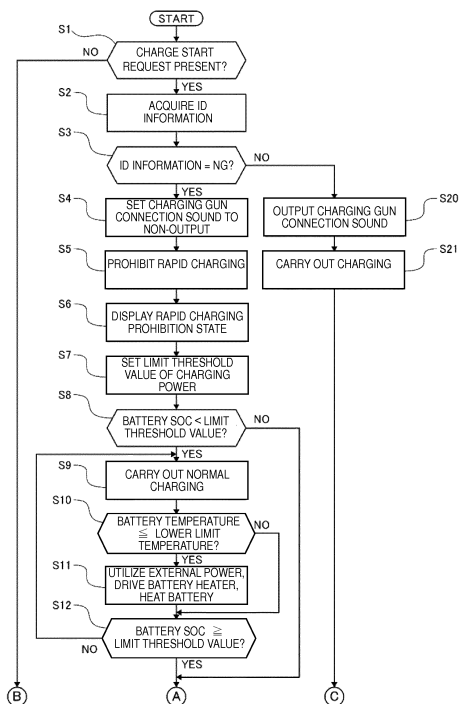 START
S1
CHARGE START
REQUEST PRESENT?
NO
YES
S2
ACQUIRE ID
INFORMATION
S3
ID INFORMATION = NG?
NO
YES
S4
SET CHARGING GUN
CONNECTION SOUND TO
NON-OUTPUT
OUTPUT CHARGING GUN
CONNECTION SOUND
S20
S5
PROHIBIT RAPID CHARGING
CARRY OUT CHARGING
S21
S6
DISPLAY RAPID CHARGING
PROHIBITION STATE
S7
SET LIMIT THRESHOLD
VALUE OF CHARGING
POWER
S8
BATTERY SOC < LIMIT
THRESHOLD VALUE?
NO
YES
S9
CARRY OUT NORMAL
CHARGING
S10
BATTERY TEMPERATURE
≦ LOWER LIMIT
TEMPERATURE?
NO
YES
S11
UTILIZE EXTERNAL POWER,
DRIVE BATTERY HEATER,
HEAT BATTERY
S12
BATTERY SOC ≧
LIMIT THRESHOLD VALUE?
NO
YES
B
A
C